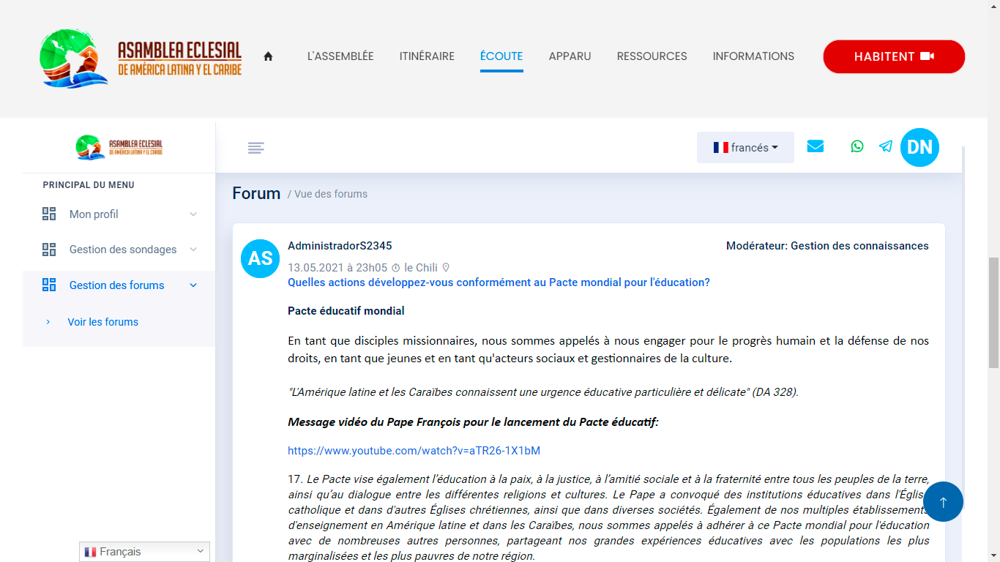 ASAMBLEA ECLESIAL
DE AMÉRICA LATINA Y EL CARIBE
L'ASSEMBLÉE ITINÉRAIRE ÉCOUTE APPARU RESSOURCES INFORMATIONS HABITENT
ASAMBLEA ECLESIAL
DE AMÉRICA LATINA Y EL CARIBE
francés
DN
PRINCIPAL DU MENU
Mon profil
Gestion des sondages
Gestion des forums
Voir les forums
Forum / Vue des forums
AS
AdministradorS2345 Modérateur: Gestion des connaissances
13.05.2021 à 23h05 le Chili
Quelles actions développez-vous conformément au Pacte mondial pour l'éducation?
Pacte éducatif mondial
En tant que disciples missionnaires, nous sommes appelés à nous engager pour le progrès humain et la défense de nos
droits, en tant que jeunes et en tant qu'acteurs sociaux et gestionnaires de la culture.
"L'Amérique latine et les Caraïbes connaissent une urgence éducative particulière et délicate" (DA 328).
Message vidéo du Pape François pour le lancement du Pacte éducatif:
https://www.youtube.com/watch?v=aTR26-1X1bM
17. Le Pacte vise également l’éducation à la paix, à la justice, à l’amitié sociale et à la fraternité entre tous les peuples de la terre,
ainsi qu’au dialogue entre les différentes religions et cultures. Le Pape a convoqué des institutions éducatives dans l'Églis
catholique et dans d'autres Églises chrétiennes, ainsi que dans diverses sociétés. Également de nos multiples établissements
d'enseignement en Amérique latine et dans les Caraïbes, nous sommes appelés à adhérer à ce Pacte mondial pour l'éducation
avec de nombreuses autres personnes, partageant nos grandes expériences éducatives avec les populations les plus
marginalisées et les plus pauvres de notre région.
Français